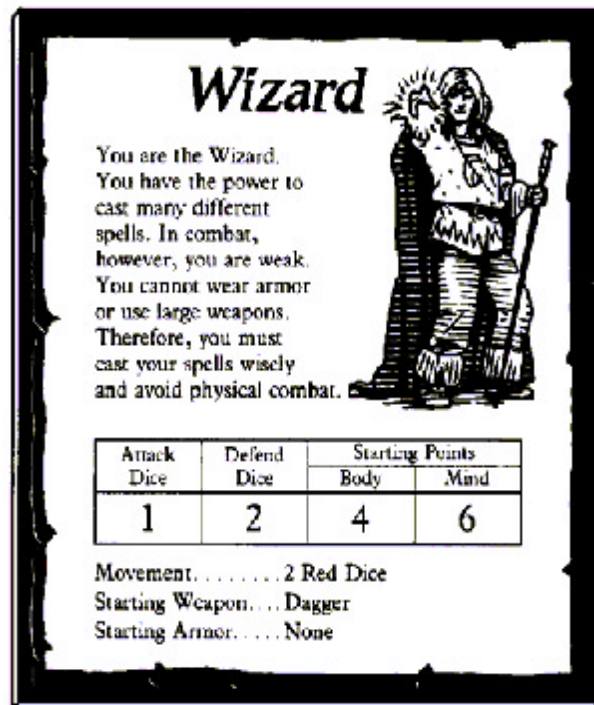 Wizard
You are the Wizard.
You have the power to
cast many different
spells. In combat,
however, you are weak.
You cannot wear armor
or use large weapons.
Therefore, you must
cast your spells wisely
and avoid physical combat.
Attack Dice Defend Dice Starting Points
Body Mind
1 2 4 6
Movement........2 Red Dice
Starting Weapon....Dagger
Starting Armor.....None